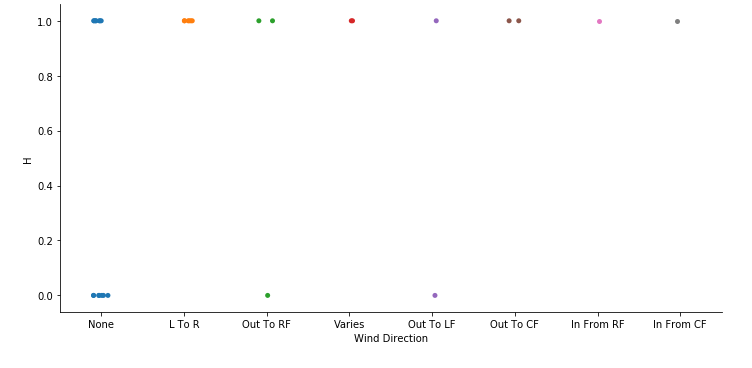 1.0
0.8
0.6
0.4
0.2
0.0
H
None L To R Out To RF Varies Out To LF Out To CF In From RF In From CF
Wind Direction